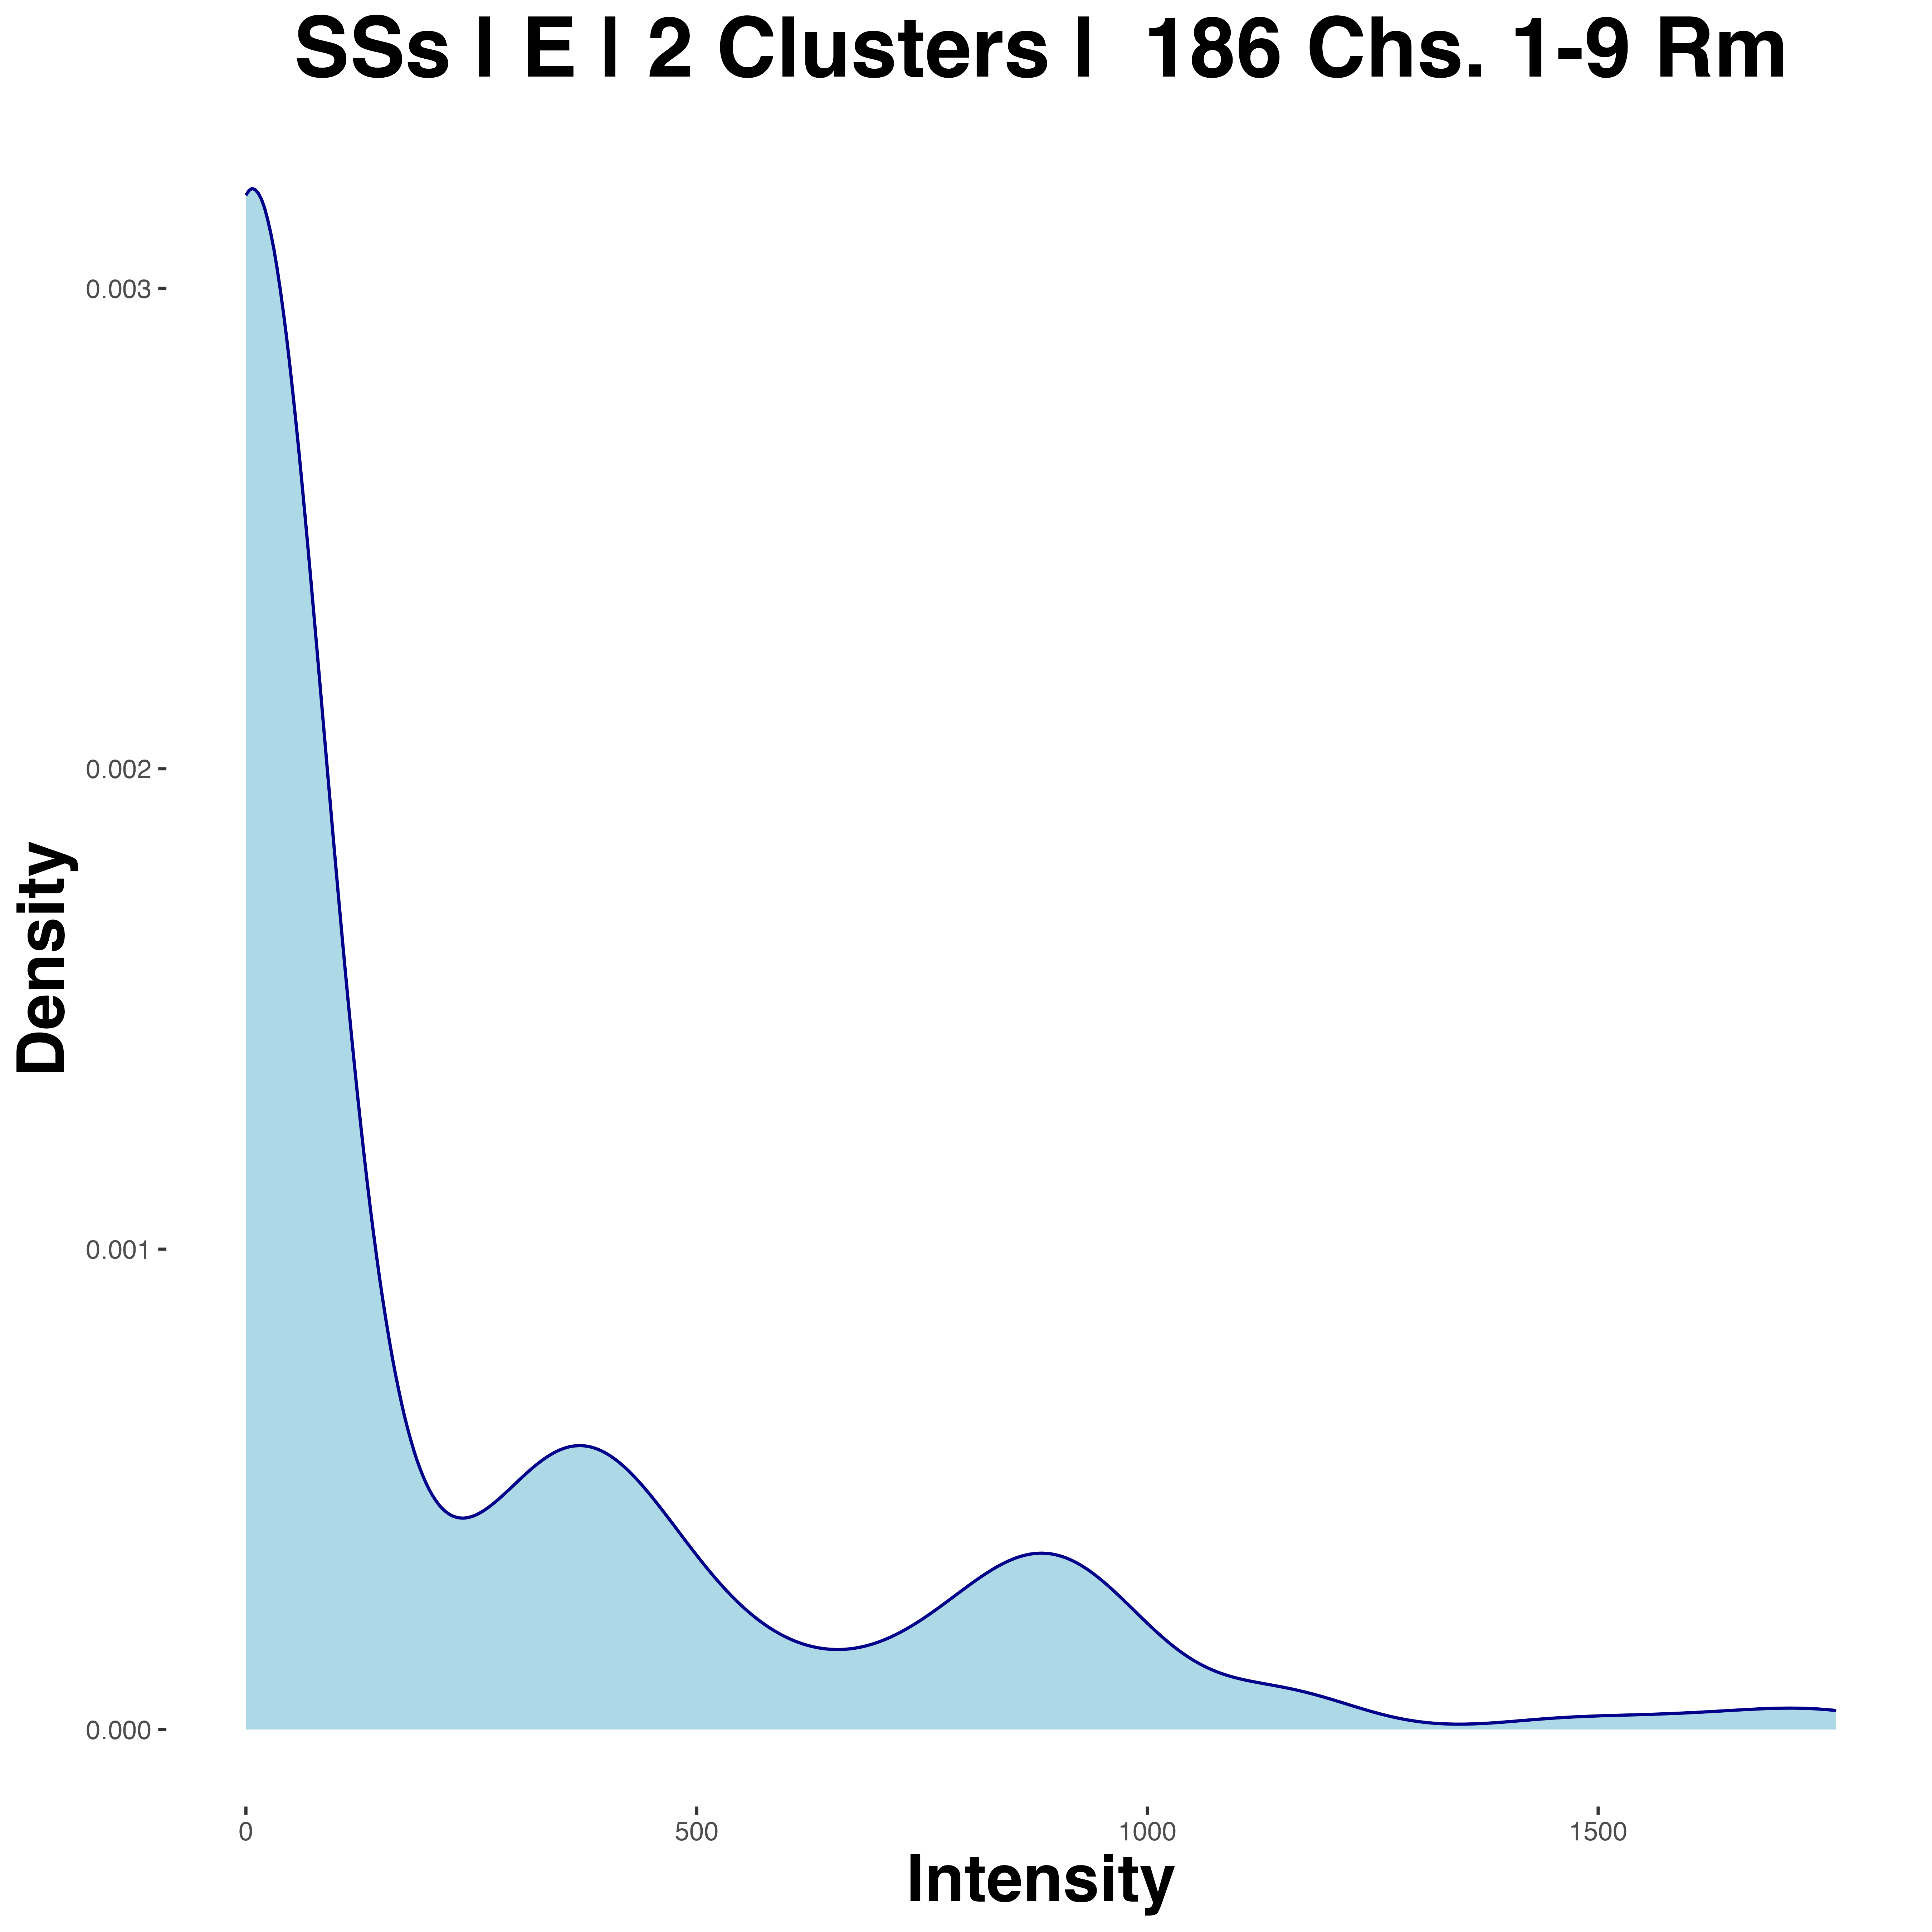 SSs | E | 2 Clusters |  186 Chs. 1-9 Rm
0.003
0.002
0.001
0.000
Density
0 500 1000 1500
Intensity